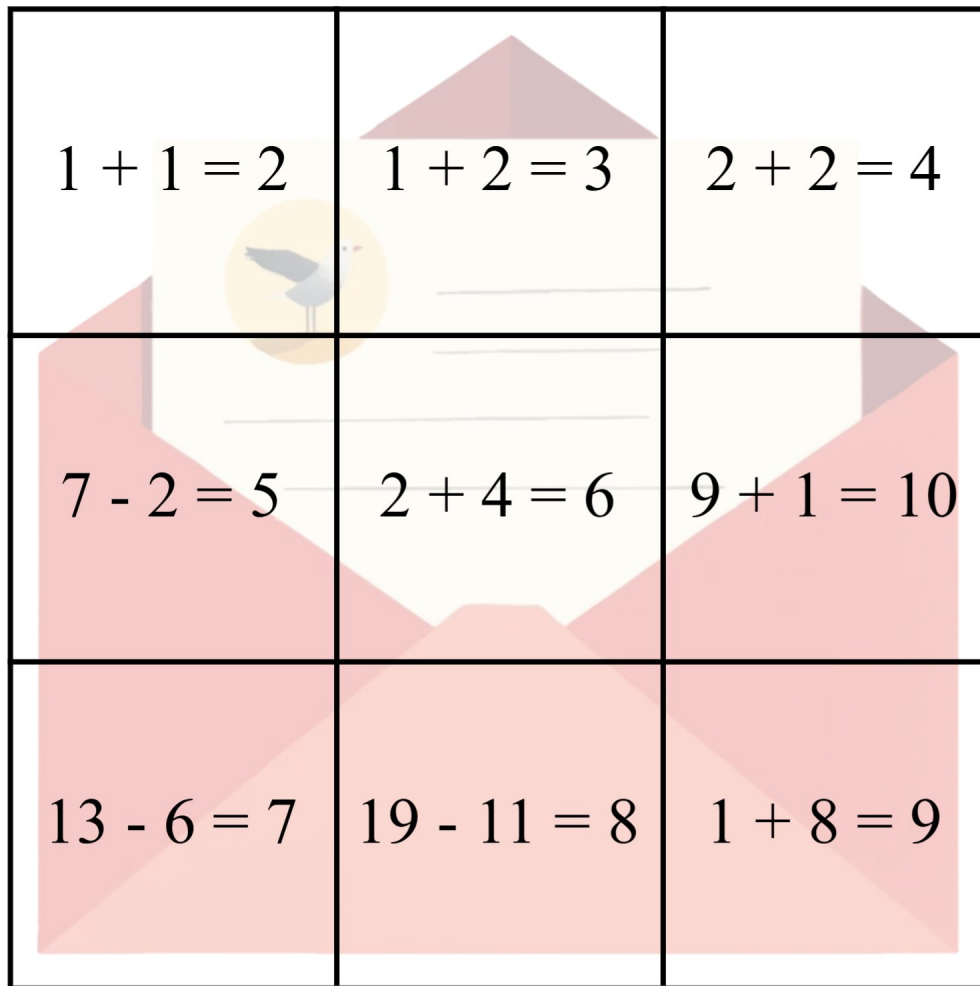 1 + 1 = 2
1 + 2 = 3
2 + 2 = 4
7 - 2 = 5
2 + 4 = 6
9 + 1 = 10
13 - 6 = 7
19 - 11 = 8
1 + 8 = 9